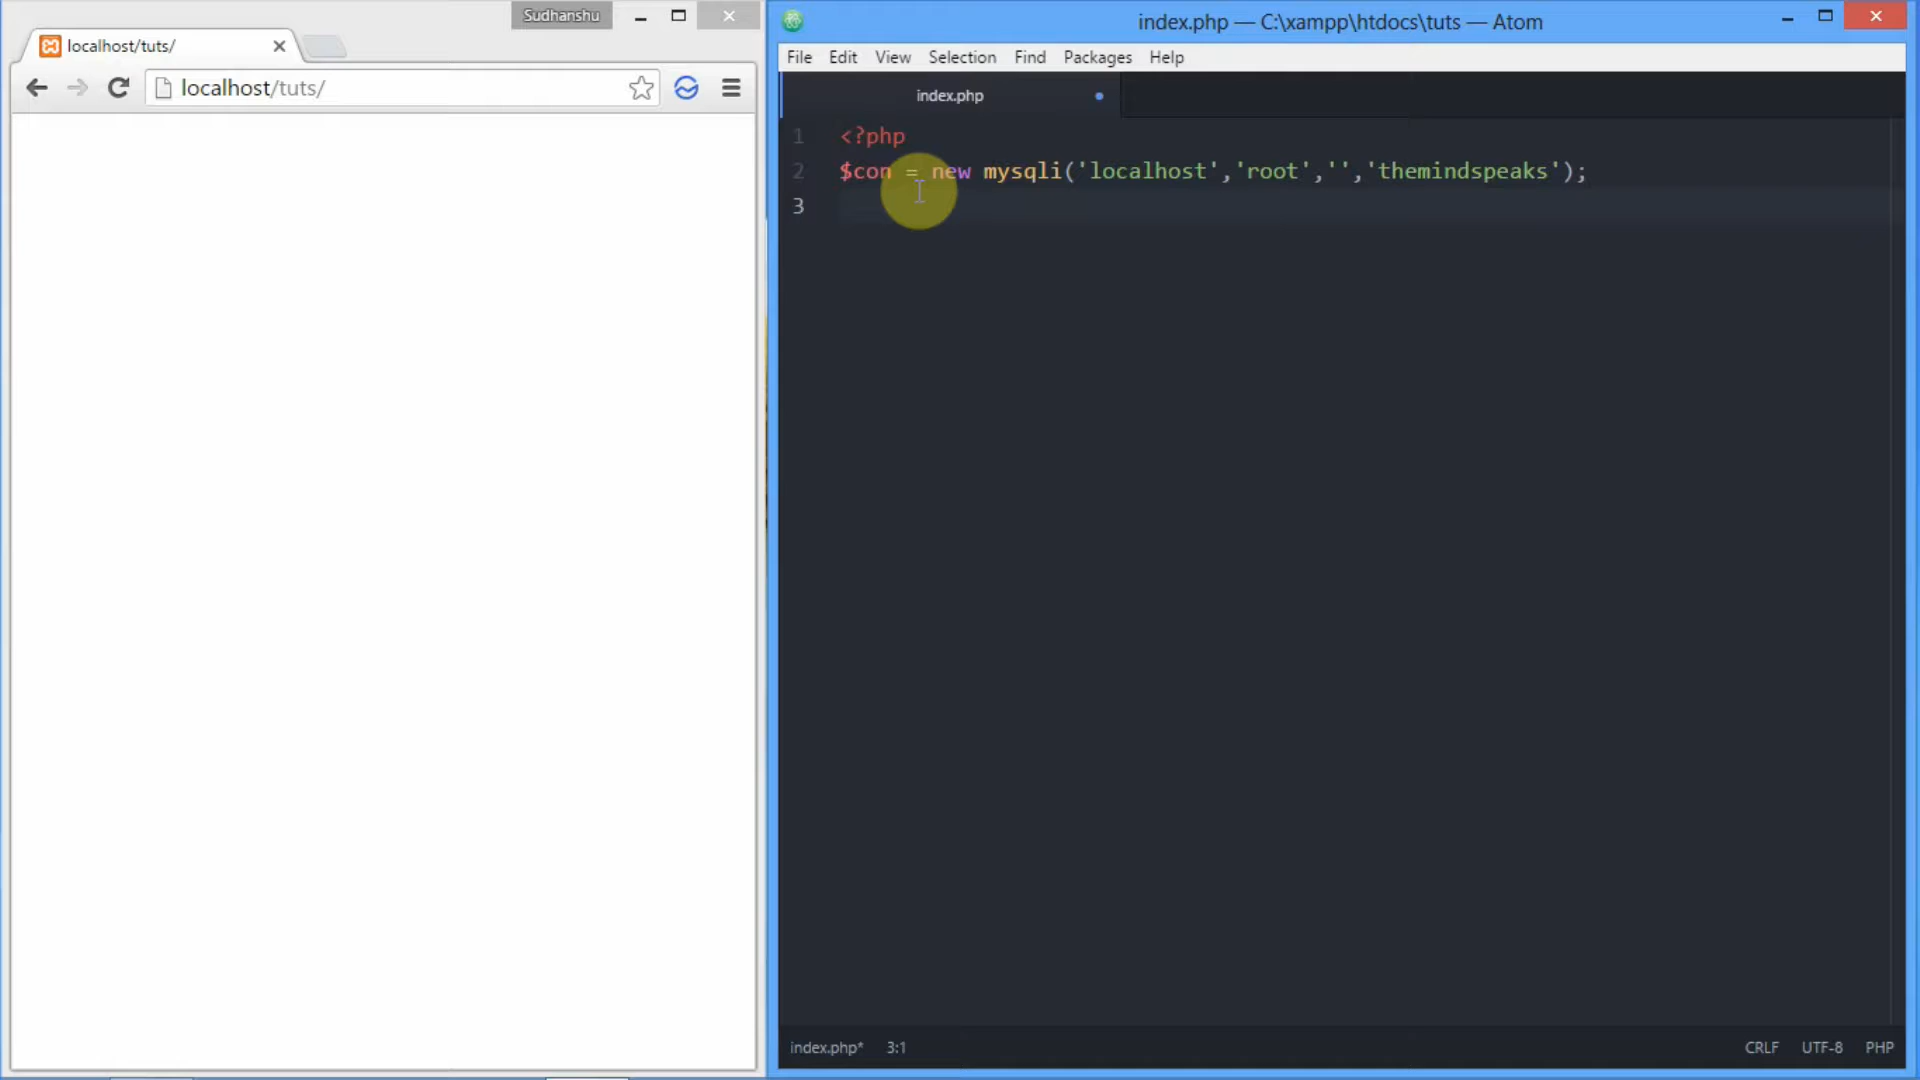 Sudhanshu
localhost/tuts/
localhost/tuts/
index.php — C:\xampp\htdocs\tuts — Atom
File Edit View Selection Find Packages Help
index.php
1 <?php
2 $con = new mysqli('localhost','root','','themindspeaks');
3
index.php* 3:1 CRLF UTF-8 PHP